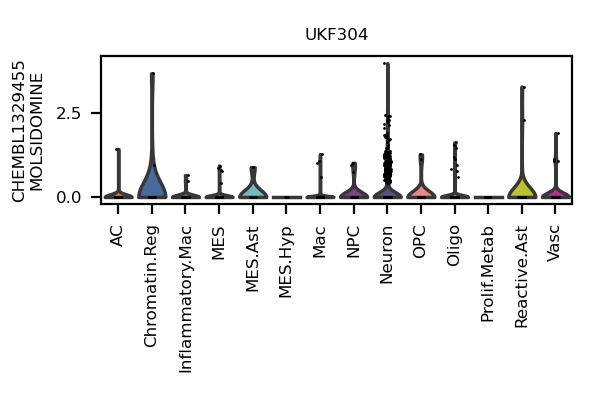 UKF304
CHEMBL1329455
MOLSIDOMINE
2.5
0.0
AC
Chromatin.Reg
Inflammatory.Mac
MES
MES.Ast
MES.Hyp
Mac
NPC
Neuron
OPC
Oligo
Prolif.Metab
Reactive.Ast
Vasc